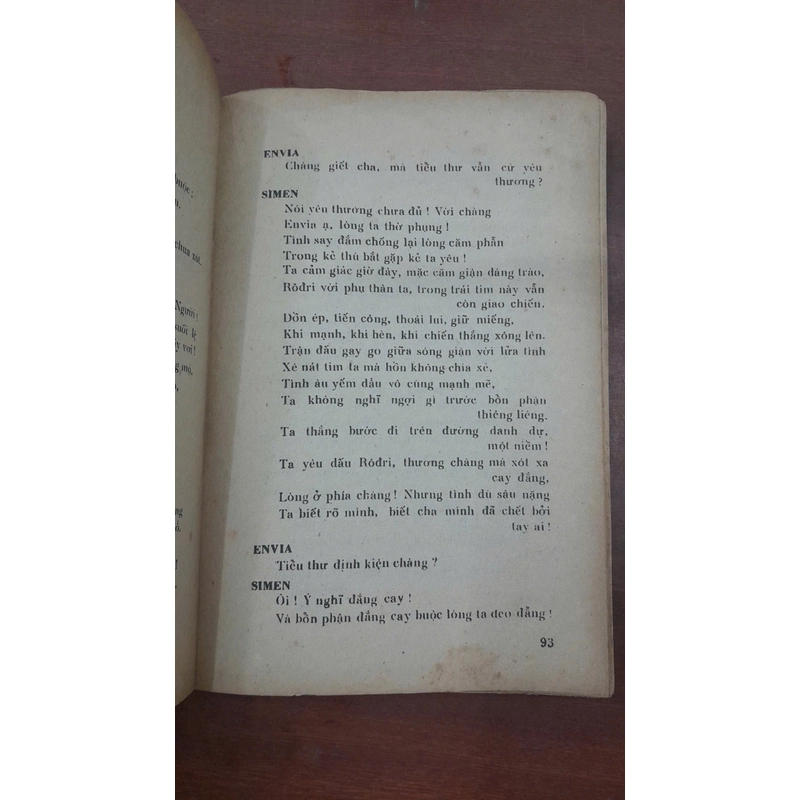 buộc :
u.
chua xót.
Người !
suối lệ
y vơi !
g mộ,
ENVIA
Chàng giết cha, mà tiểu thư vẫn cứ yêu
thương ?
SIMEN
Nói yêu thương chưa đủ ! Với chàng
Envia ạ, lòng ta thờ phụng !
Tình say đắm chống lại lòng căm phẫn
Trong kẻ thù bắt gặp kẻ ta yêu !
Ta cảm giác giờ đây, mặc căm giận dâng trào,
Rôđri với phụ thân ta, trong trái tim này vẫn
còn giao chiến.
Dồn ép, tiến công, thoái lui, giữ miếng,
Khi mạnh, khi hèn, khi chiến thắng xông lên.
Trận đấu gay go giữa sóng giận với lửa tình
Xé nát tim ta mà hồn không chia xẻ,
Tình âu yếm dầu vô cùng mạnh mẽ,
Ta không nghĩ ngợi gì trước bổn phận
thiêng liêng.
Ta thẳng bước đi trên đường danh dự,
một niềm !
Ta yêu dấu Rôđri, thương chàng mà xót xa
cay đắng,
Lòng ở phía chàng ! Nhưng tình dù sâu nặng
Ta biết rõ mình, biết cha mình đã chết bởi
tay ai !
ENVIA
Tiểu thư định kiện chàng ?
SIMEN
Ôi ! Ý nghĩ đắng cay !
Và bổn phận đắng cay buộc lòng ta đeo đẳng !
93